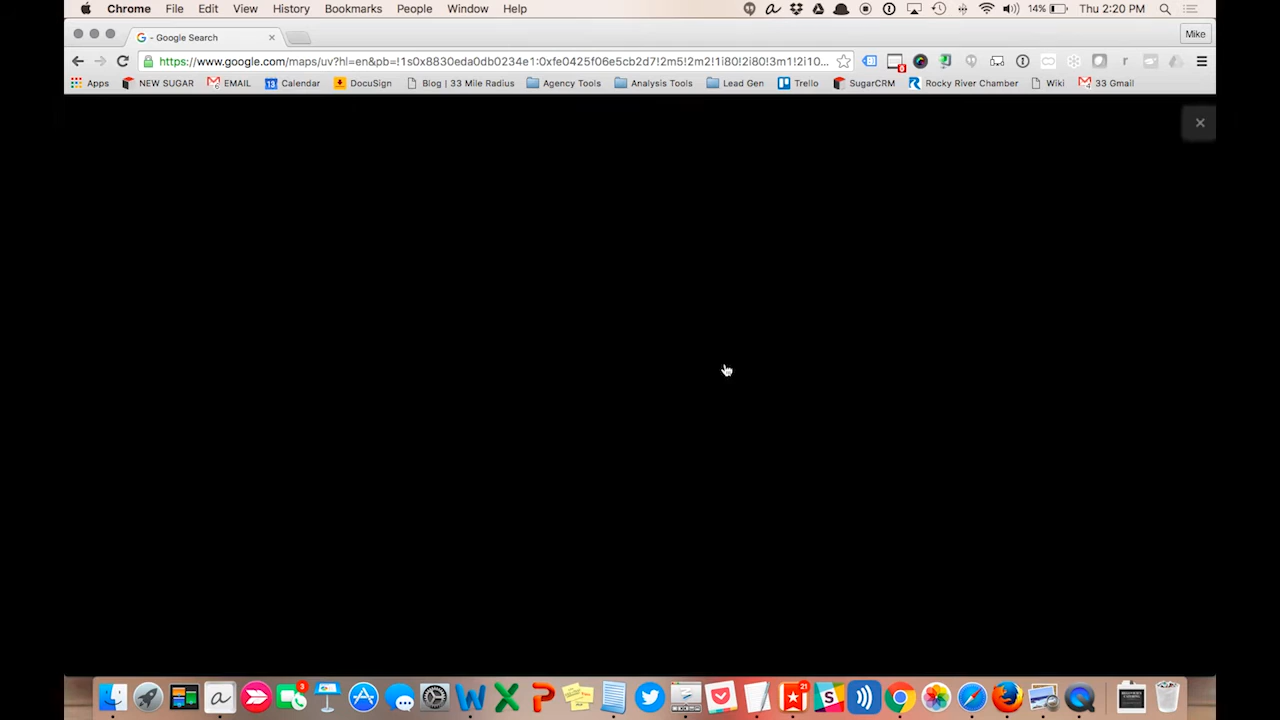 Chrome File Edit View History Bookmarks People Window Help 14% Thu 2:20 PM
- Google Search Mike
https://www.google.com/maps/uv?hl=en&pb=!1s0x8830eda0db0234e1:0xfe0425f06e5cb2d7!2m5!2m2!1i80!2i80!3m1!2i10...
Apps NEW SUGAR EMAIL 13 Calendar DocuSign Blog | 33 Mile Radius Agency Tools Analysis Tools Lead Gen Trello SugarCRM Rocky River Chamber Wiki 33 Gmail
3 21